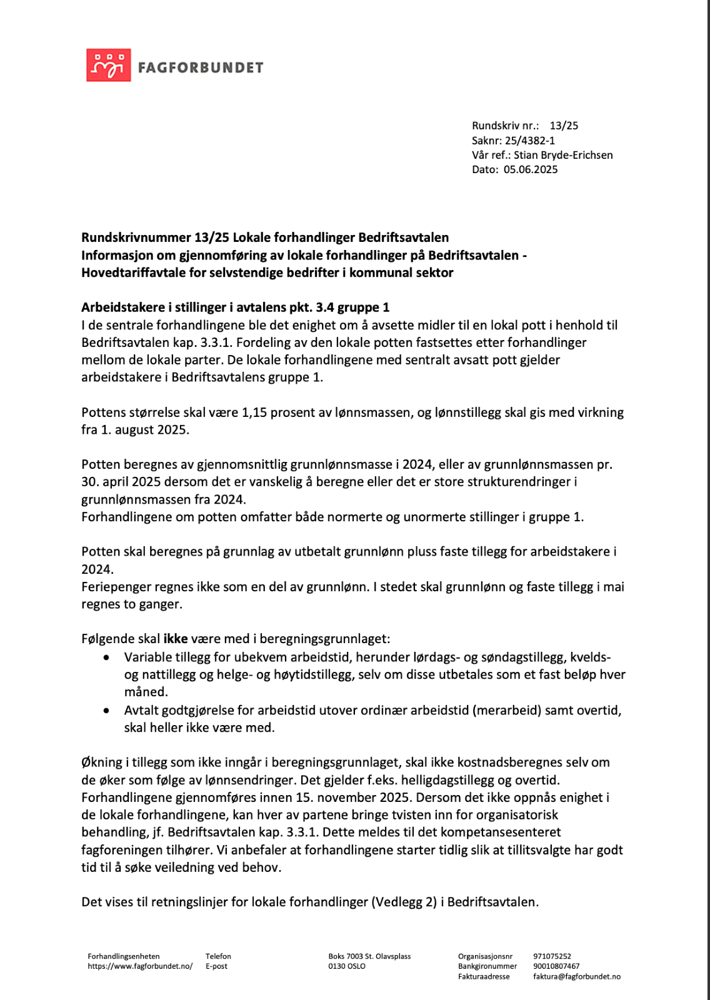 FAGFORBUNDET
Rundskriv nr.: 13/25
Saknr: 25/4382-1
Vår ref.: Stian Bryde-Erichsen
Dato: 05.06.2025
Rundskrivnummer 13/25 Lokale forhandlinger Bedriftsavtalen
Informasjon om gjennomføring av lokale forhandlinger på Bedriftsavtalen -
Hovedtariffavtale for selvstendige bedrifter i kommunal sektor
Arbeidstakere i stillinger i avtalens pkt. 3.4 gruppe 1
I de sentrale forhandlingene ble det enighet om å avsette midler til en lokal pott i henhold til
Bedriftsavtalen kap. 3.3.1. Fordeling av den lokale potten fastsettes etter forhandlinger
mellom de lokale parter. De lokale forhandlingene med sentralt avsatt pott gjelder
arbeidstakere i Bedriftsavtalens gruppe 1.
Pottens størrelse skal være 1,15 prosent av lønnsmassen, og lønnstillegg skal gis med virkning
fra 1. august 2025.
Potten beregnes av gjennomsnittlig grunnlønnsmasse i 2024, eller av grunnlønnsmassen pr.
30. april 2025 dersom det er vanskelig å beregne eller det er store strukturendringer i
grunnlønnsmassen fra 2024.
Forhandlingene om potten omfatter både normerte og unormerte stillinger i gruppe 1.
Potten skal beregnes på grunnlag av utbetalt grunnlønn pluss faste tillegg for arbeidstakere i
2024.
Feriepenger regnes ikke som en del av grunnlønn. I stedet skal grunnlønn og faste tillegg i mai
regnes to ganger.
Følgende skal ikke være med i beregningsgrunnlaget:
• Variable tillegg for ubekvem arbeidstid, herunder lørdags- og søndagstillegg, kvelds-
og nattillegg og helge- og høytidstillegg, selv om disse utbetales som et fast beløp hver
måned.
• Avtalt godtgjørelse for arbeidstid utover ordinær arbeidstid (merarbeid) samt overtid,
skal heller ikke være med.
Økning i tillegg som ikke inngår i beregningsgrunnlaget, skal ikke kostnadsberegnes selv om
de øker som følge av lønnsendringer. Det gjelder f.eks. helligdagstillegg og overtid.
Forhandlingene gjennomføres innen 15. november 2025. Dersom det ikke oppnås enighet i
de lokale forhandlingene, kan hver av partene bringe tvisten inn for organisatorisk
behandling, jf. Bedriftsavtalen kap. 3.3.1. Dette meldes til det kompetansesenteret
fagforeningen tilhører. Vi anbefaler at forhandlingene starter tidlig slik at tillitsvalgte har godt
tid til å søke veiledning ved behov.
Det vises til retningslinjer for lokale forhandlinger (Vedlegg 2) i Bedriftsavtalen.
Forhandlingsenheten Telefon Boks 7003 St. Olavsplass Organisasjonsnr 971075252
https://www.fagforbundet.no/ E-post 0130 OSLO Bankgironummer 90010807467
Fakturaadresse faktura@fagforbundet.no